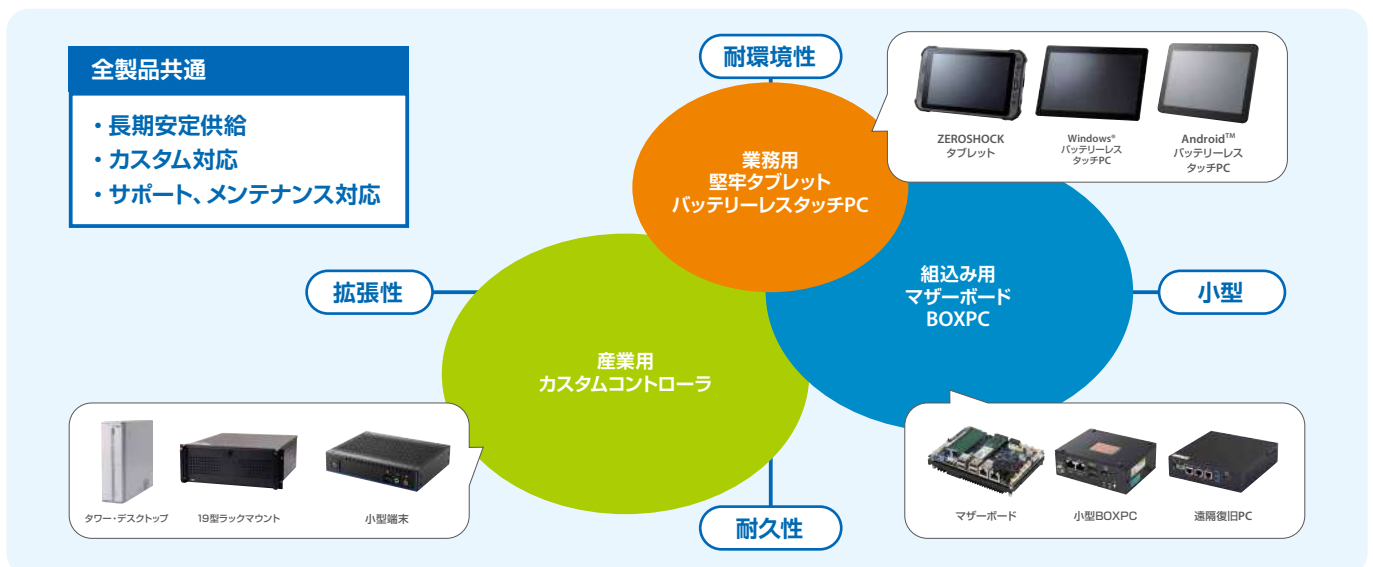 全製品共通
・長期安定供給
・カスタム対応
・サポート、メンテナンス対応
耐環境性
ZEROSHOCK
タブレット
Windows®
バッテリーレス
タッチPC
Android™
バッテリーレス
タッチPC
業務用
堅牢タブレット
バッテリーレスタッチPC
拡張性
組込み用
マザーボード
BOXPC
小型
産業用
カスタムコントローラ
タワー・デスクトップ
19型ラックマウント
小型端末
耐久性
マザーボード
小型BOXPC
遠隔復旧PC